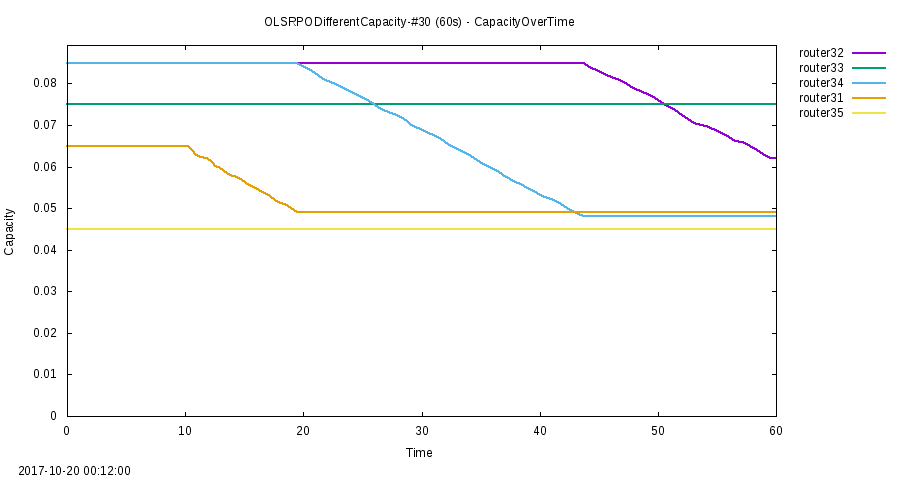 OLSRPODifferentCapacity-#30 (60s) - CapacityOverTime
router32
router33
router34
router31
router35
0.08
0.07
0.06
0.05
0.04
0.03
0.02
0.01
0
Capacity
0 10 20 30 40 50 60
Time
2017-10-20 00:12:00